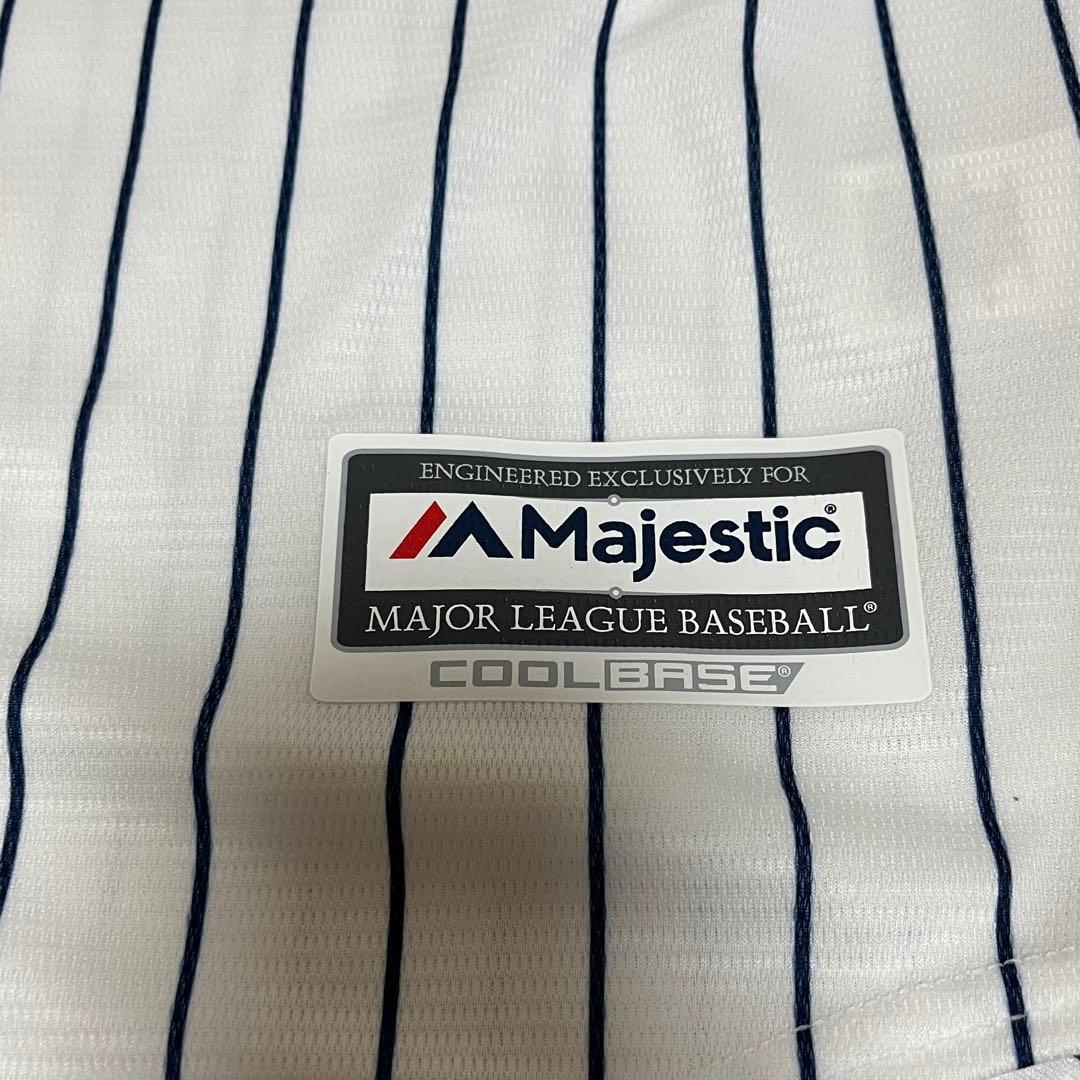 ENGINEERED EXCLUSIVELY FOR
Majestic®
MAJOR LEAGUE BASEBALL®
COOLBASE®